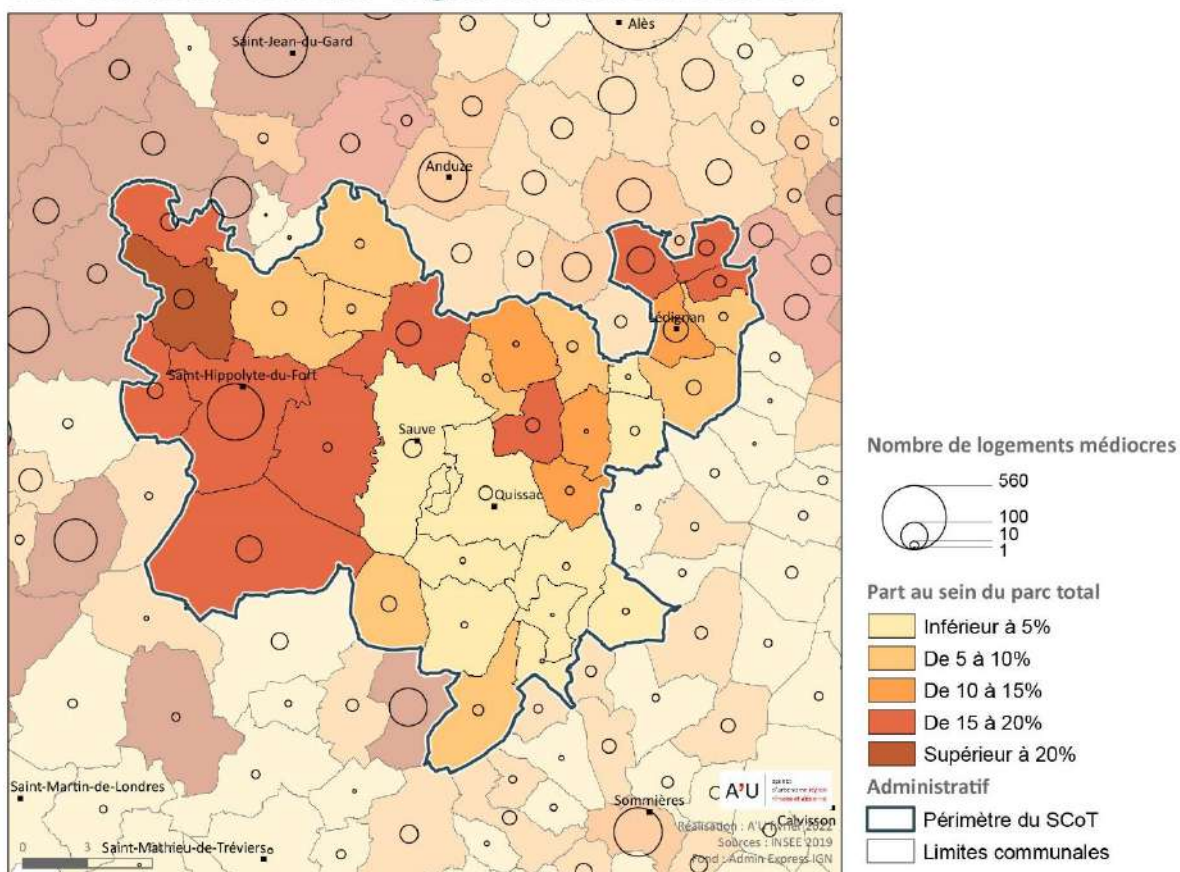 Alès
Saint-Jean-du-Gard
Anduze
Lédignan
Saint-Hippolyte-du-Fort
Sauve
Quissac
Saint-Martin-de-Londres
Sommières
Calvisson
Saint-Mathieu-de-Tréviers
0 3
A'U
Réalisation : A'U février 2022
Sources : INSEE 2019
Fond : Admin Express IGN
Nombre de logements médiocres
560
100
10
1
Part au sein du parc total
Inférieur à 5%
De 5 à 10%
De 10 à 15%
De 15 à 20%
Supérieur à 20%
Administratif
Périmètre du SCoT
Limites communales